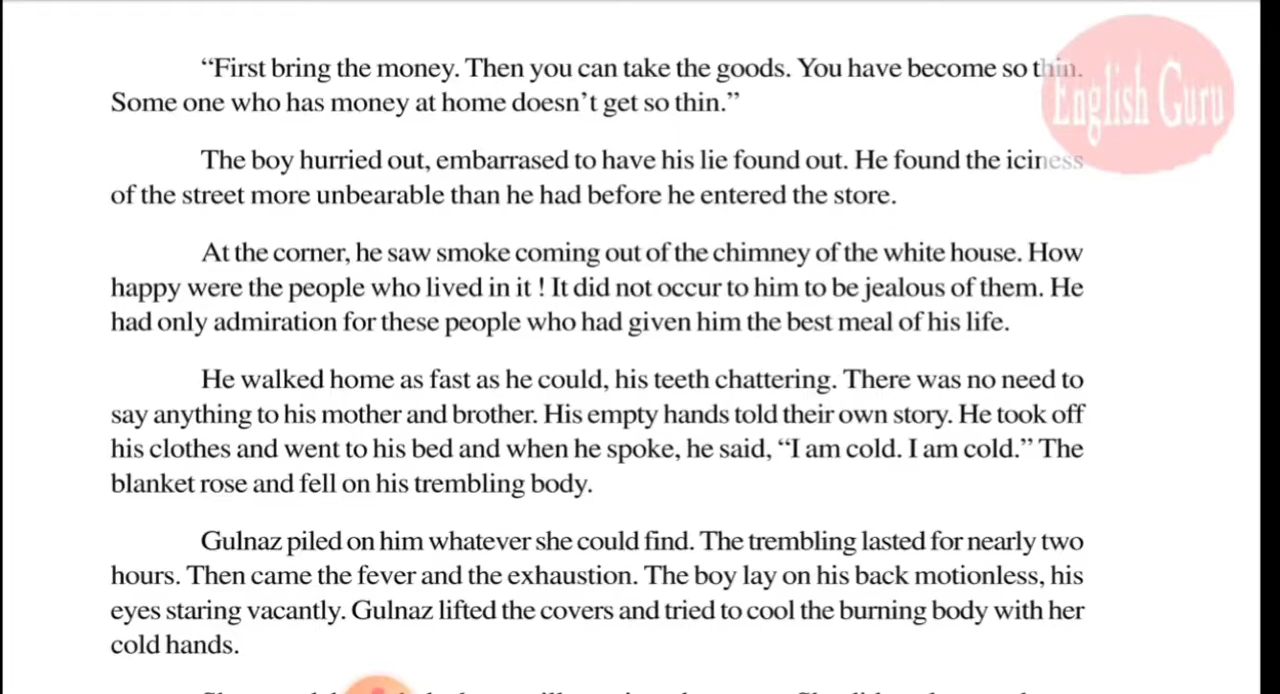 “First bring the money. Then you can take the goods. You have become so thin.
Some one who has money at home doesn’t get so thin.”
English Guru
The boy hurried out, embarrased to have his lie found out. He found the iciness
of the street more unbearable than he had before he entered the store.
At the corner, he saw smoke coming out of the chimney of the white house. How
happy were the people who lived in it ! It did not occur to him to be jealous of them. He
had only admiration for these people who had given him the best meal of his life.
He walked home as fast as he could, his teeth chattering. There was no need to
say anything to his mother and brother. His empty hands told their own story. He took off
his clothes and went to his bed and when he spoke, he said, “I am cold. I am cold.” The
blanket rose and fell on his trembling body.
Gulnaz piled on him whatever she could find. The trembling lasted for nearly two
hours. Then came the fever and the exhaustion. The boy lay on his back motionless, his
eyes staring vacantly. Gulnaz lifted the covers and tried to cool the burning body with her
cold hands.